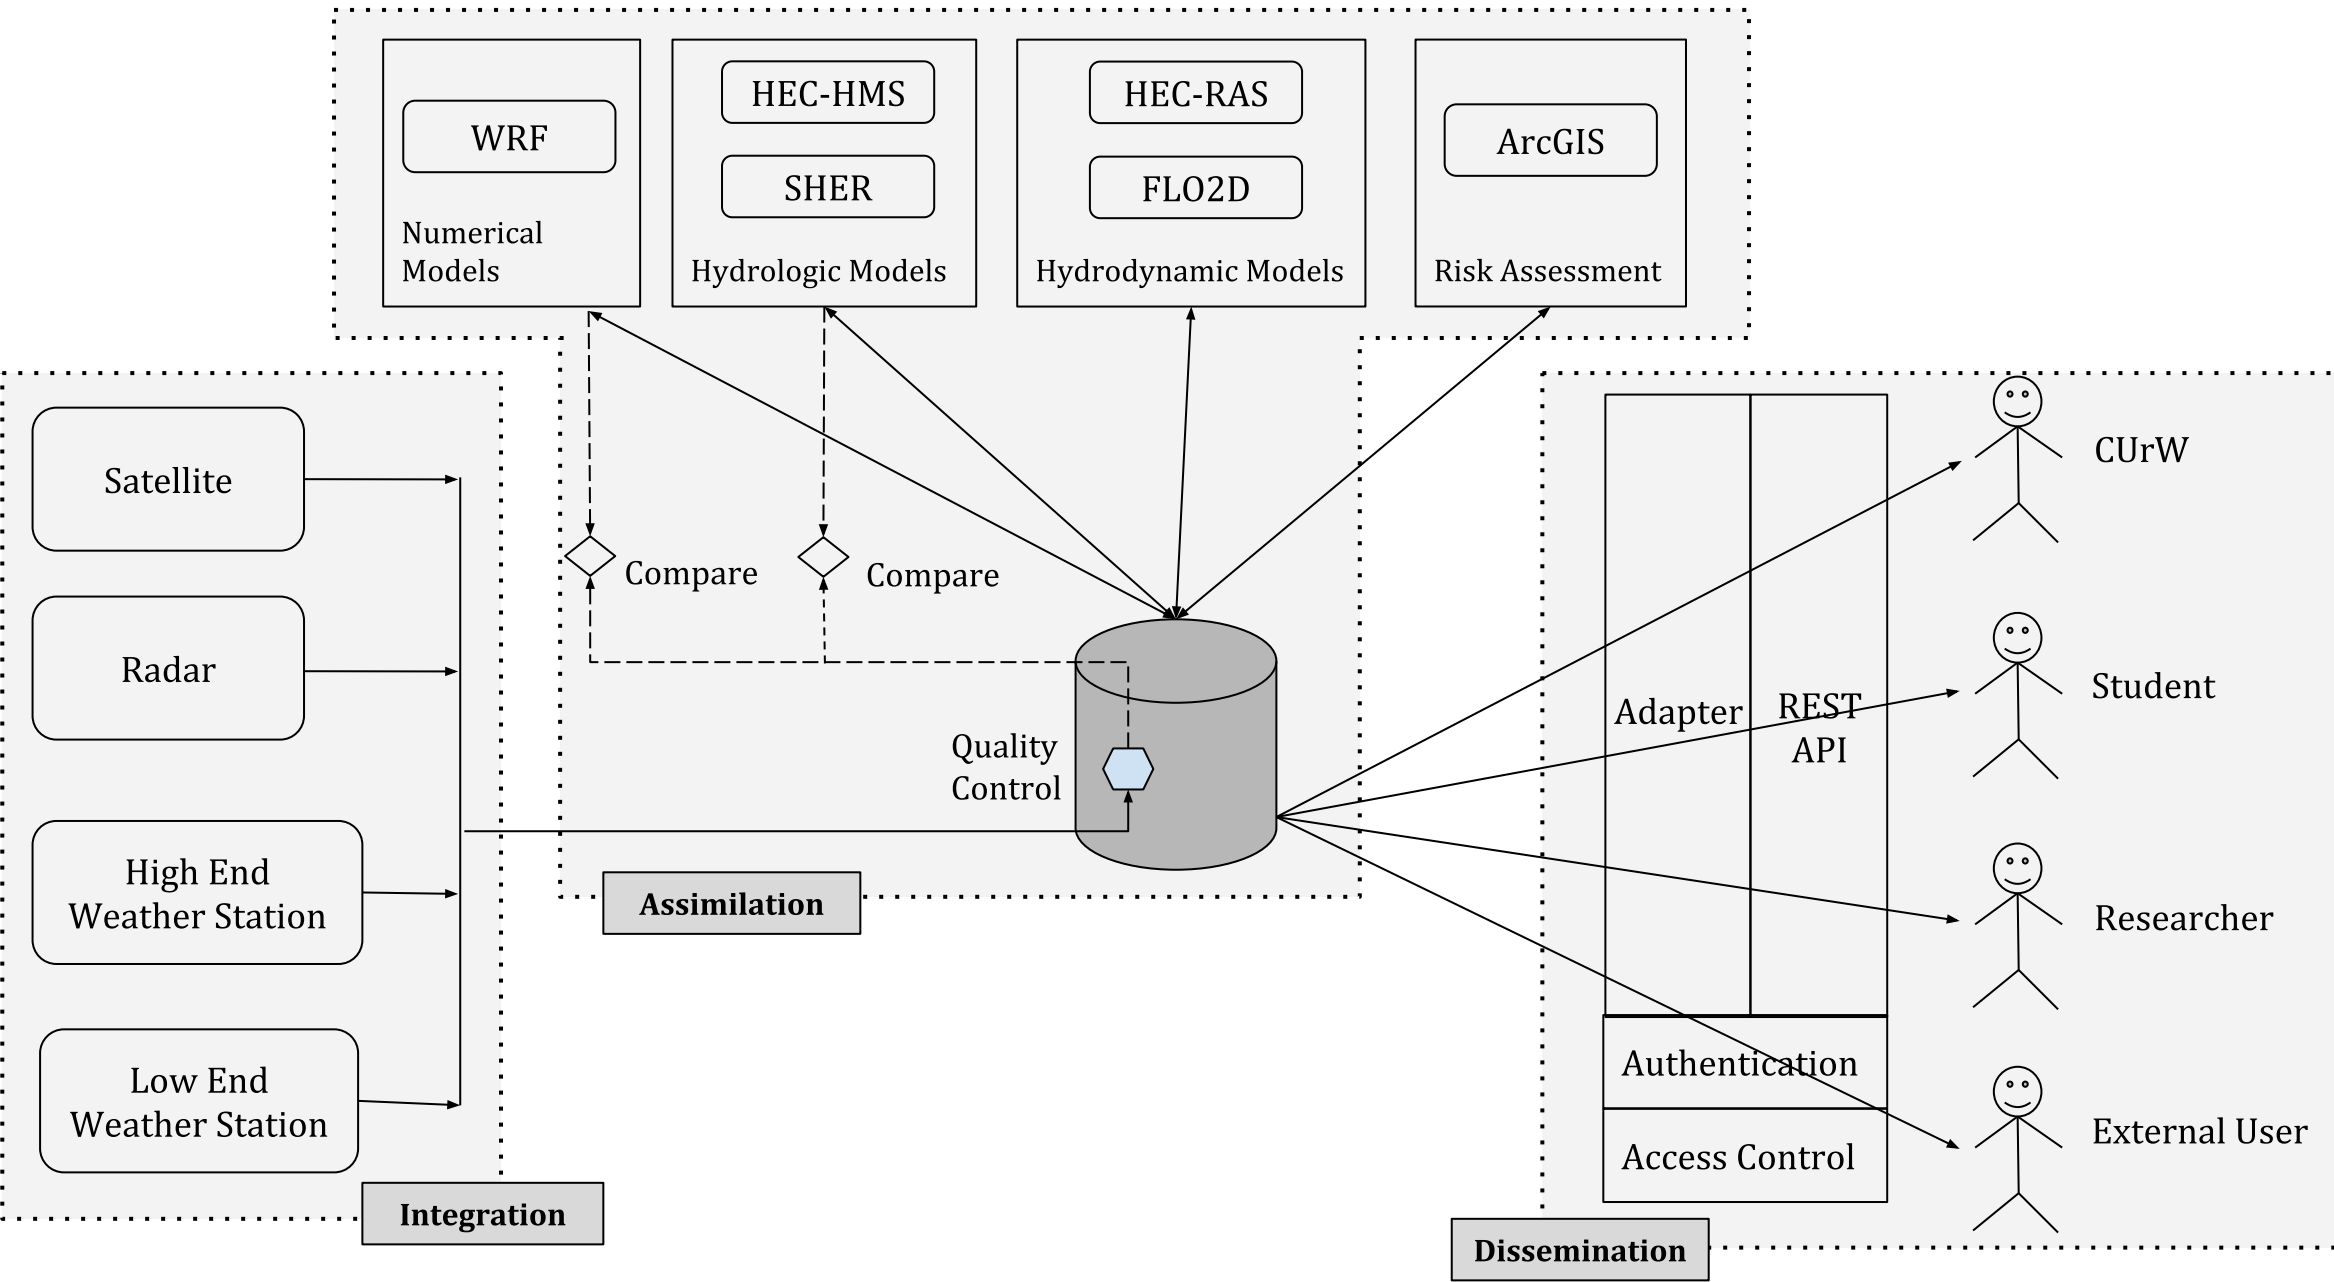 WRF
Numerical
Models
HEC-HMS
SHER
Hydrologic Models
HEC-RAS
FLO2D
Hydrodynamic Models
ArcGIS
Risk Assessment
Satellite
Radar
High End
Weather Station
Low End
Weather Station
Integration
Compare
Compare
Quality
Control
Assimilation
Adapter
REST
API
Authentication
Access Control
CUrW
Student
Researcher
External User
Dissemination